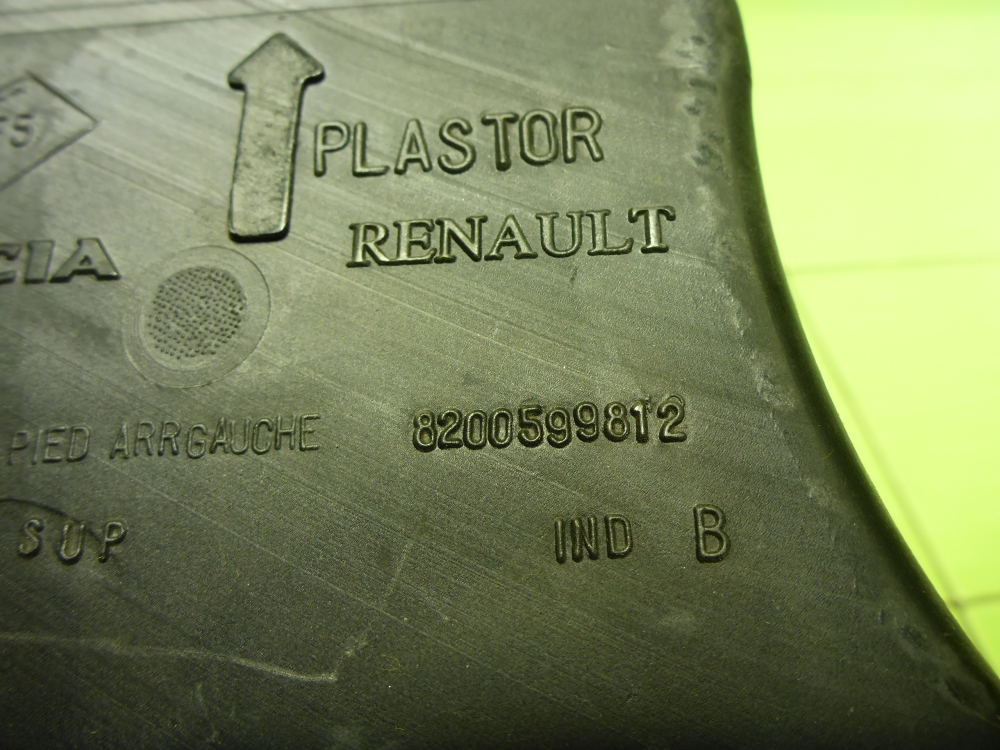 PLASTOR
RENAULT
CIA
PIED ARRGAUCHE 8200599812
SUP IND B